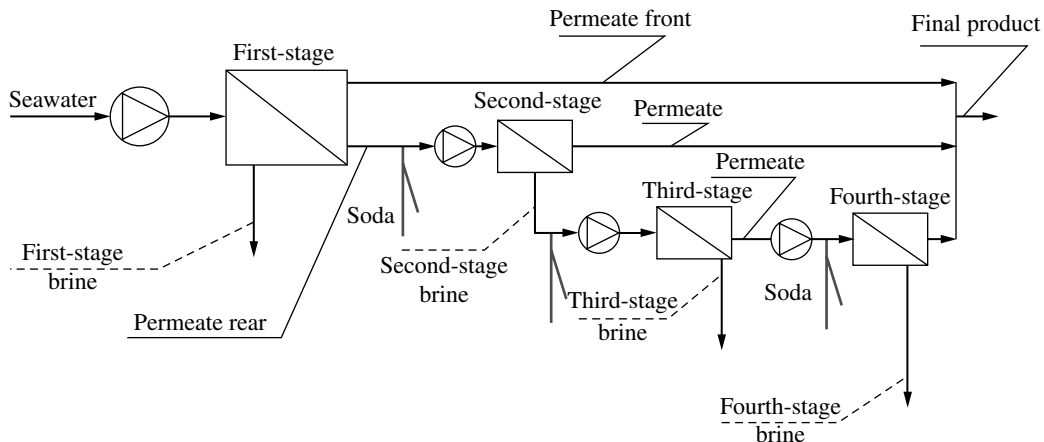 Permeate front
Final product
First-stage
Seawater
Second-stage
Permeate
Permeate
Third-stage
Fourth-stage
Soda
First-stage
brine
Second-stage
brine
Third-stage
brine
Soda
Permeate rear
Fourth-stage
brine